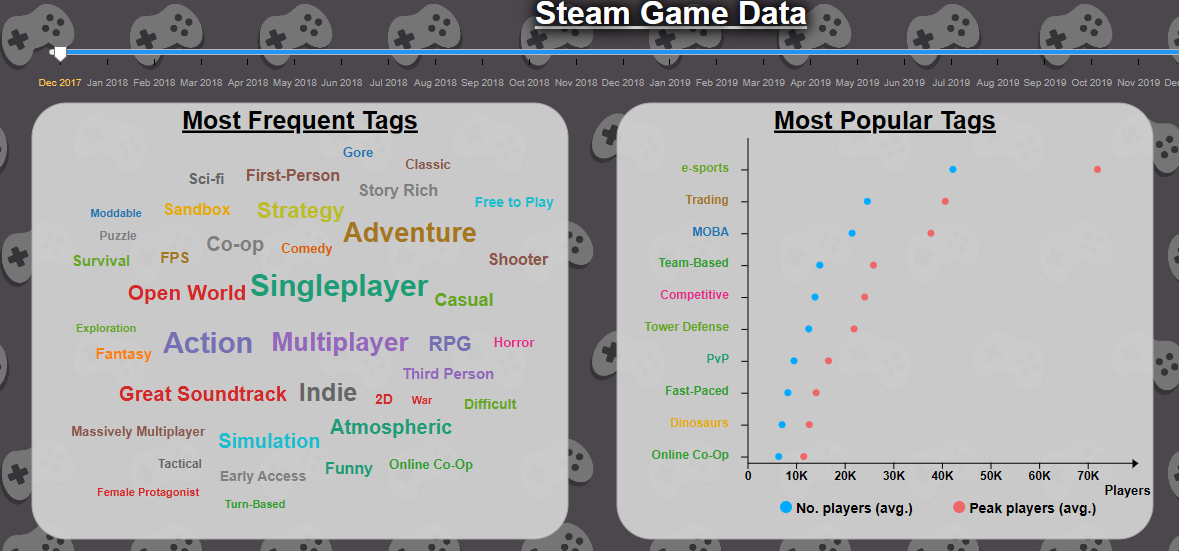 Steam Game Data
Dec 2017 Jan 2018 Feb 2018 Mar 2018 Apr 2018 May 2018 Jun 2018 Jul 2018 Aug 2018 Sep 2018 Oct 2018 Nov 2018 Dec 2018 Jan 2019 Feb 2019 Mar 2019 Apr 2019 May 2019 Jun 2019 Jul 2019 Aug 2019 Sep 2019 Oct 2019 Nov 2019 Dec
Most Frequent Tags
Gore
Classic
Sci-fi First-Person
Story Rich
Free to Play
Moddable Sandbox Strategy
Puzzle Co-op Comedy Adventure
Survival FPS Shooter
Open World Singleplayer Casual
Exploration
Action Multiplayer RPG Horror
Fantasy
Third Person
Great Soundtrack Indie 2D War Difficult
Massively Multiplayer Simulation Atmospheric
Tactical Early Access Funny Online Co-Op
Female Protagonist
Turn-Based
Most Popular Tags
e-sports
Trading
MOBA
Team-Based
Competitive
Tower Defense
PvP
Fast-Paced
Dinosaurs
Online Co-Op
0 10K 20K 30K 40K 50K 60K 70K
Players
No. players (avg.) Peak players (avg.)